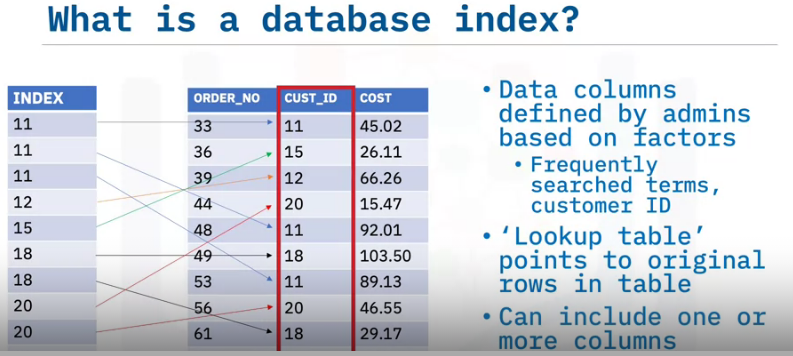 What is a database index?
INDEX
11
11
11
12
15
18
18
20
20
ORDER_NO CUST_ID COST
33 11 45.02
36 15 26.11
39 12 66.26
44 20 15.47
48 11 92.01
49 18 103.50
53 11 89.13
56 20 46.55
61 18 29.17
• Data columns
defined by admins
based on factors
• Frequently
searched terms,
customer ID
• ‘Lookup table’
points to original
rows in table
• Can include one or
more columns